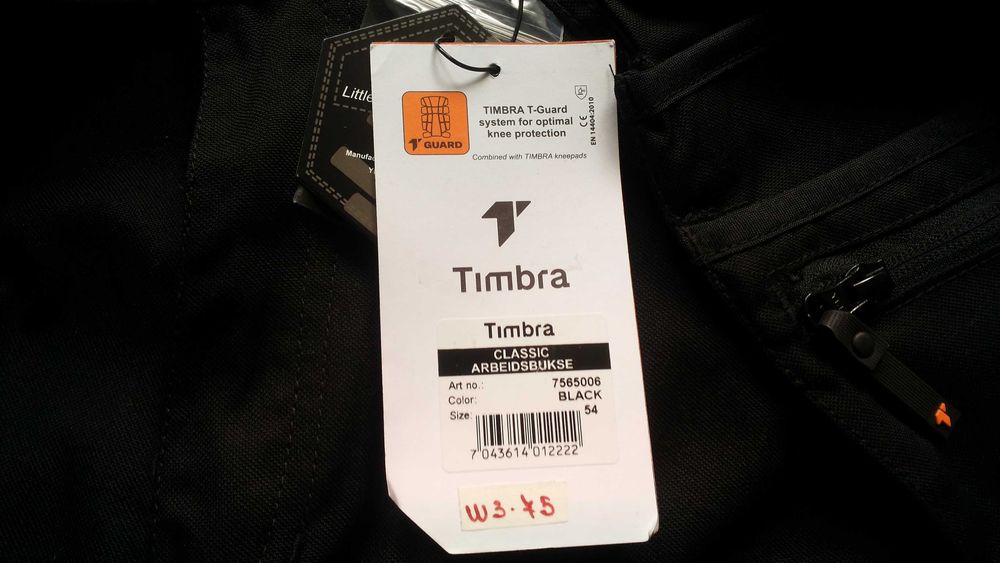 Little
Manufac
GUARD
TIMBRA T-Guard
system for optimal
knee protection
Combined with TIMBRA kneepads
CE
EN 14404:2010
Timbra
Timbra
CLASSIC
ARBEIDSBUKSE
Art no.: 7565006
Color: BLACK
Size: 54
7 043614 012222
W3·75